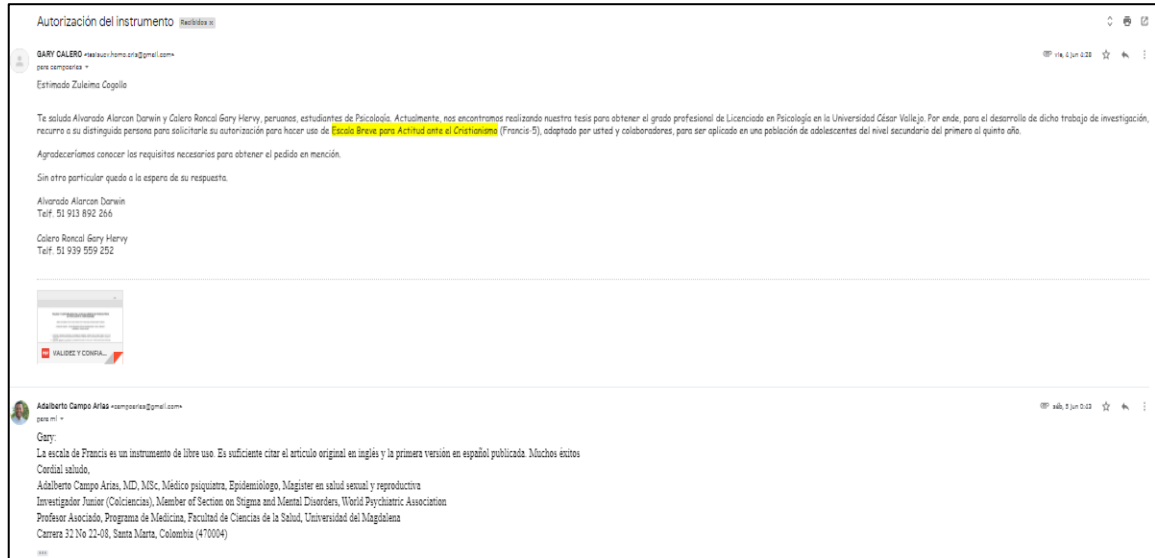 Autorización del instrumento Recibidos x
GARY CALERO
vie, 4 jun 4:28
para campoarias
Estimado Zuleima Cogollo
Te saluda Alvarado Alarcon Darwin y Calero Roncal Gary Hervy, peruanos, estudiantes de Psicología. Actualmente, nos encontramos realizando nuestra tesis para obtener el grado profesional de Licenciado en Psicología en la Universidad César Vallejo. Por ende, para el desarrollo de dicho trabajo de investigación,
recurro a su distinguida persona para solicitarle su autorización para hacer uso de Escala Breve para Actitud ante el Cristianismo (Francis-5), adaptado por usted y colaboradores, para ser aplicado en una población de adolescentes del nivel secundario del primero al quinto año.
Agradeceríamos conocer los requisitos necesarios para obtener el pedido en mención.
Sin otro particular quedo a la espera de su respuesta.
Alvarado Alarcon Darwin
Telf. 51 913 892 266
Calero Roncal Gary Hervy
Telf. 51 939 559 252
VALIDEZ Y CONFIA...
Adalberto Campo Arias <campoarias@gmail.com>
sáb, 5 jun 0:43
para mí
Gary:
La escala de Francis es un instrumento de libre uso. Es suficiente citar el artículo original en inglés y la primera versión en español publicada. Muchos éxitos
Cordial saludo,
Adalberto Campo Arias, MD, MSc, Médico psiquiatra, Epidemiólogo, Magister en salud sexual y reproductiva
Investigador Junior (Colciencias), Member of Section on Stigma and Mental Disorders, World Psychiatric Association
Profesor Asociado, Programa de Medicina, Facultad de Ciencias de la Salud, Universidad del Magdalena
Carrera 32 No 22-08, Santa Marta, Colombia (470004)